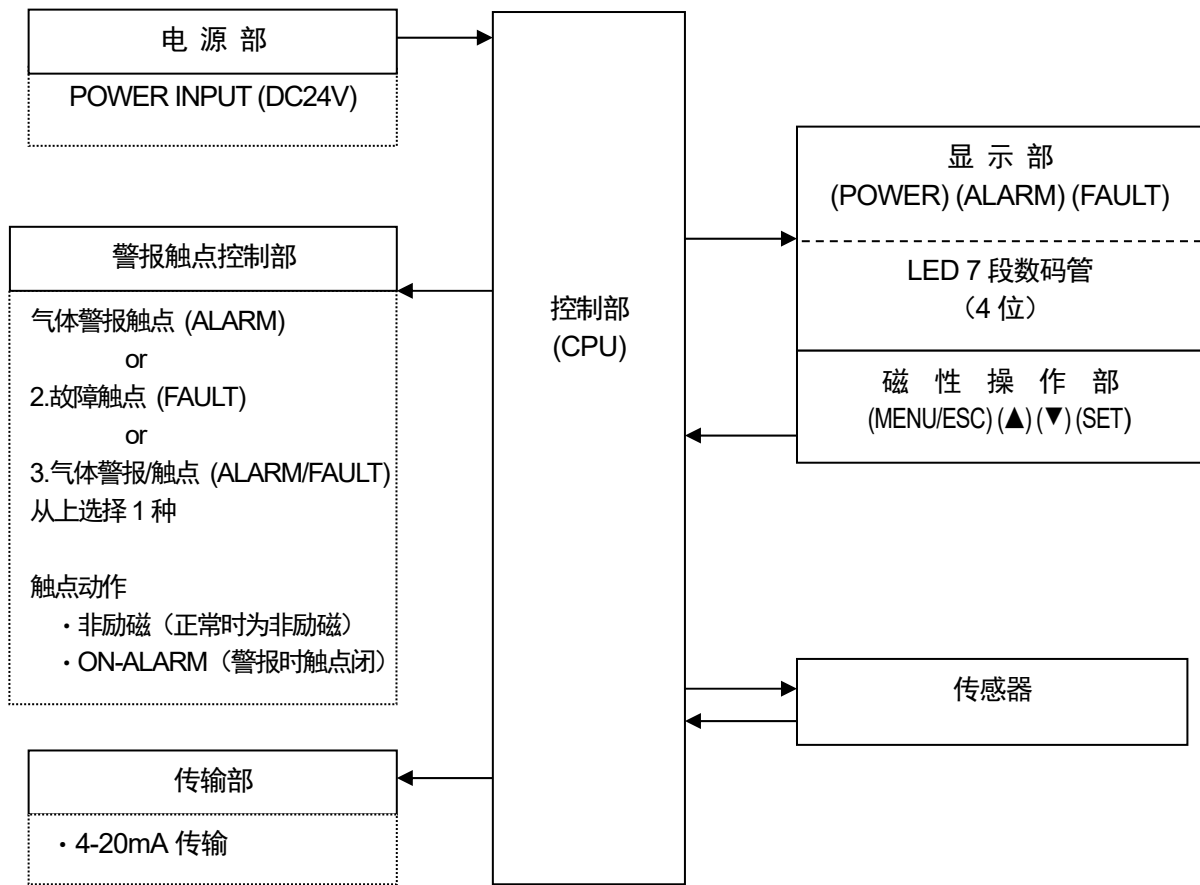 电 源 部
POWER INPUT (DC24V)
警报触点控制部
气体警报触点 (ALARM)
or
2.故障触点 (FAULT)
or
3.气体警报/触点 (ALARM/FAULT)
从上选择 1 种
触点动作
・非励磁（正常时为非励磁）
・ON-ALARM（警报时触点闭）
传输部
・4-20mA 传输
控制部
(CPU)
显 示 部
(POWER) (ALARM) (FAULT)
LED 7 段数码管
（4 位）
磁 性 操 作 部
(MENU/ESC) (▲) (▼) (SET)
传感器